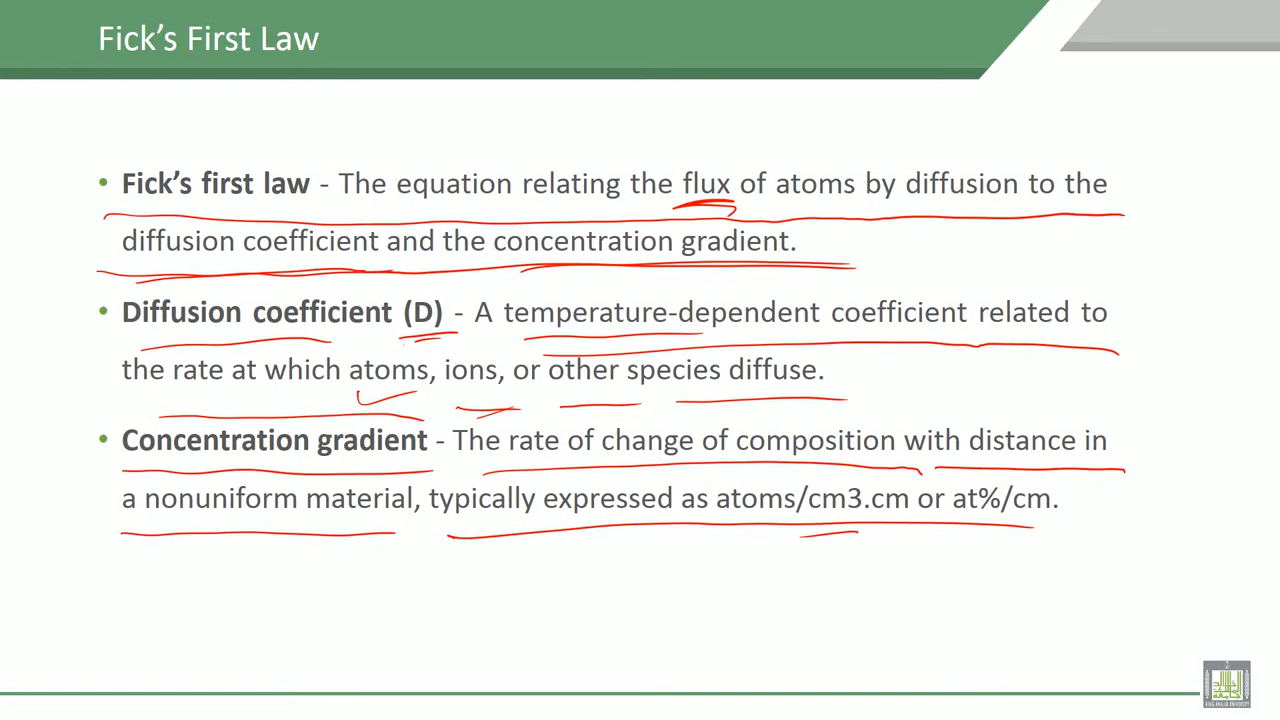 Fick's First Law
• Fick's first law - The equation relating the flux of atoms by diffusion to the
diffusion coefficient and the concentration gradient.
• Diffusion coefficient (D) - A temperature-dependent coefficient related to
the rate at which atoms, ions, or other species diffuse.
• Concentration gradient - The rate of change of composition with distance in
a nonuniform material, typically expressed as atoms/cm3.cm or at%/cm.
KING KHALID UNIVERSITY